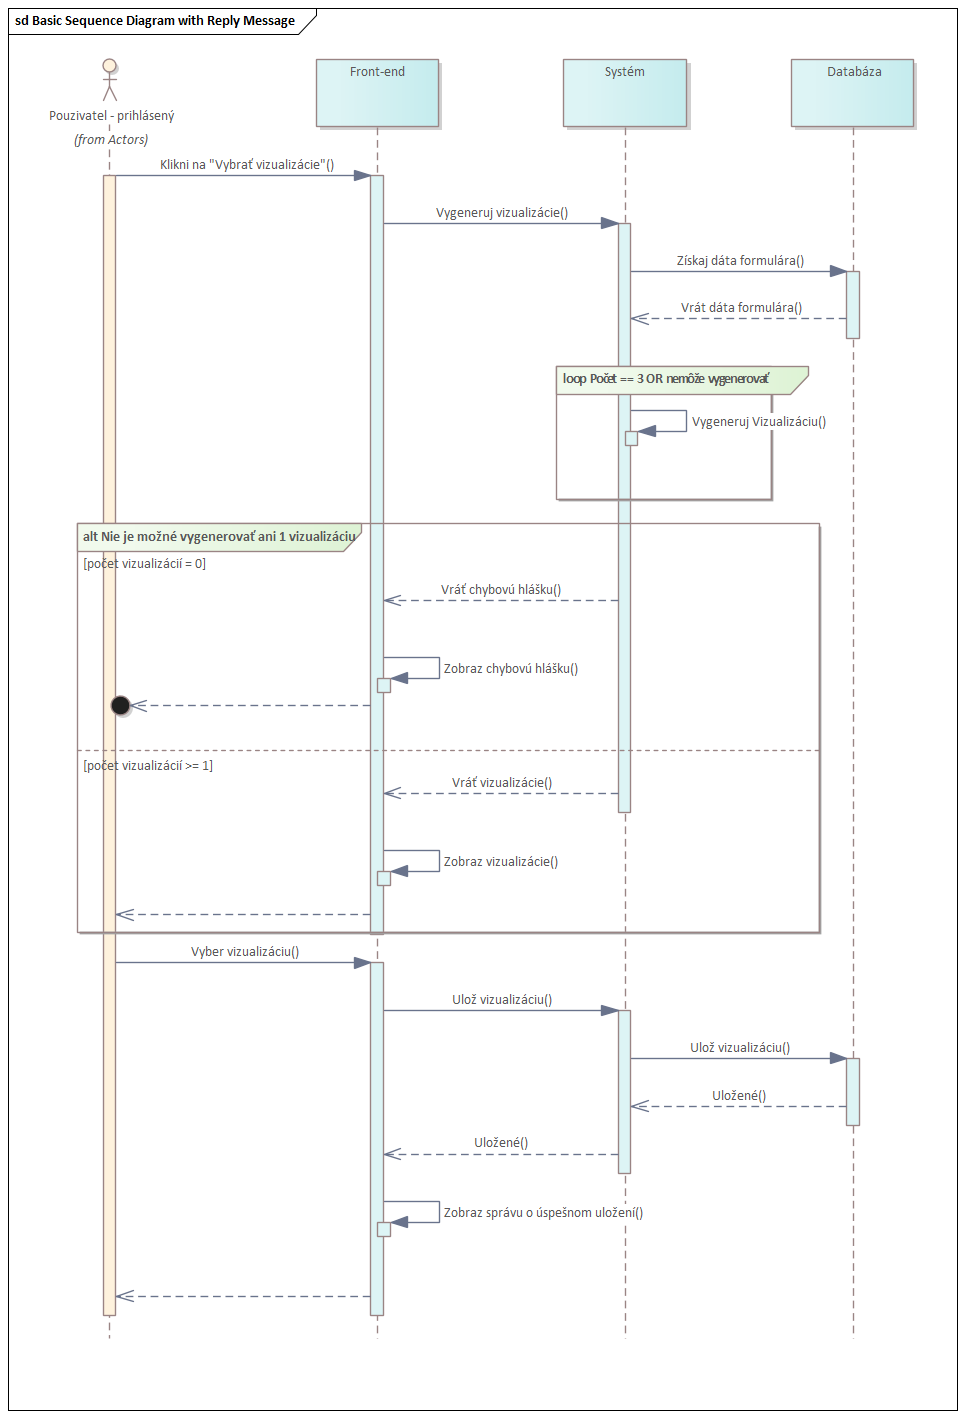 sd Basic Sequence Diagram with Reply Message
Front-end
Systém
Databáza
Pouzivatel - prihlásený
(from Actors)
Klikni na "Vybrať vizualizácie"()
Vygeneruj vizualizácie()
Získaj dáta formulára()
Vrát dáta formulára()
loop Počet == 3 OR nemôže vygenerovať
Vygeneruj Vizualizáciu()
alt Nie je možné vygenerovať ani 1 vizualizáciu
[počet vizualizácií = 0]
Vráť chybovú hlášku()
Zobraz chybovú hlášku()
[počet vizualizácií >= 1]
Vráť vizualizácie()
Zobraz vizualizácie()
Vyber vizualizáciu()
Ulož vizualizáciu()
Ulož vizualizáciu()
Uložené()
Uložené()
Zobraz správu o úspešnom uložení()